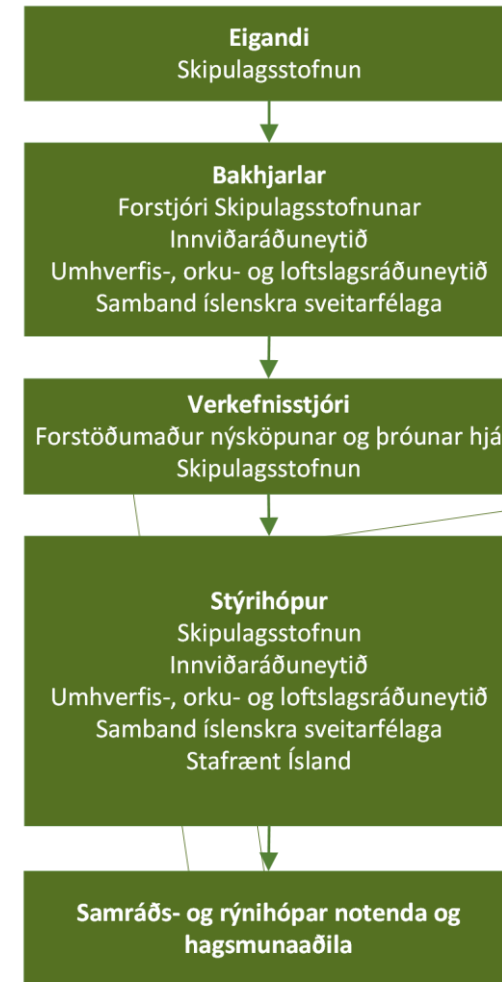 Eigandi
Skipulagsstofnun
Bakhjarlar
Forstjóri Skipulagsstofnunar
Innviðaráðuneytið
Umhverfis-, orku- og loftslagsráðuneytið
Samband íslenskra sveitarfélaga
Verkefnisstjóri
Forstöðumaður nýsköpunar og þróunar hjá
Skipulagsstofnun
Stýrihópur
Skipulagsstofnun
Innviðaráðuneytið
Umhverfis-, orku- og loftslagsráðuneytið
Samband íslenskra sveitarfélaga
Stafrænt Ísland
Samráðs- og rýnihópar notenda og
hagsmunaaðila